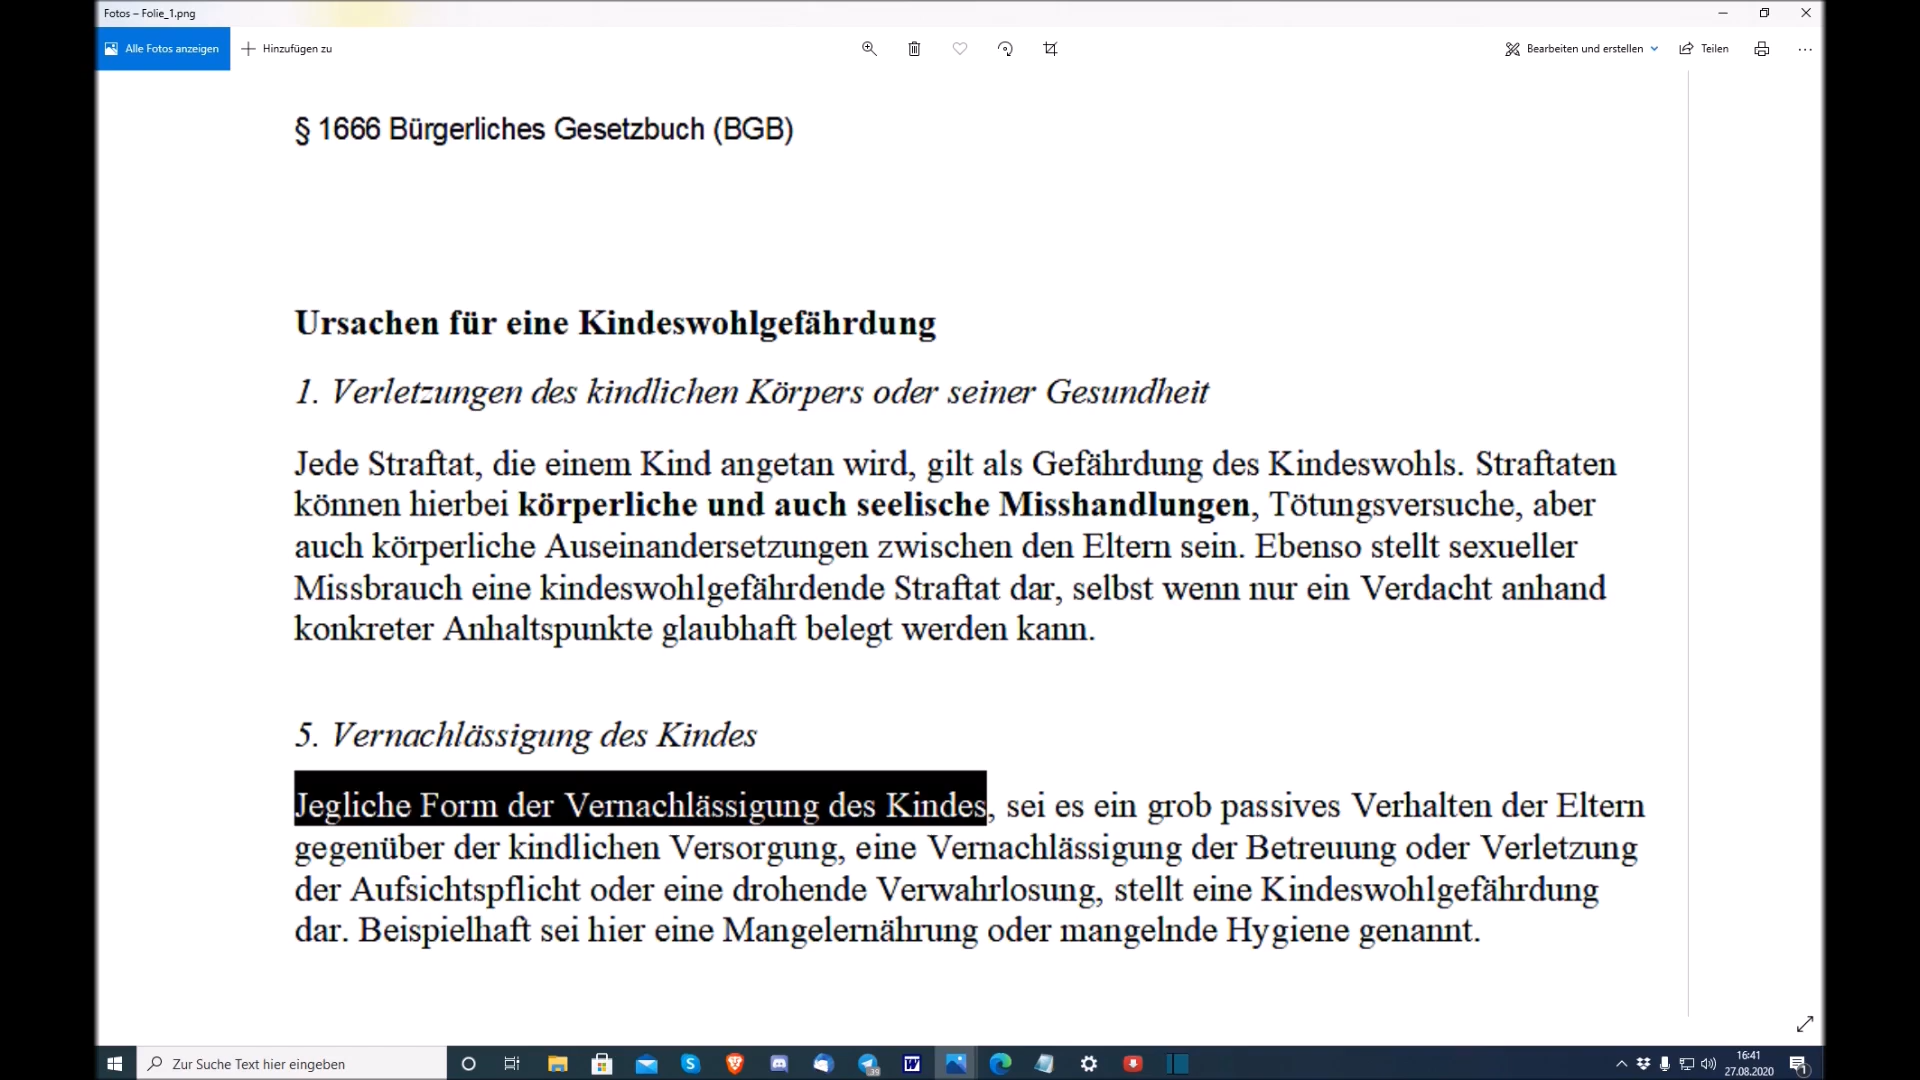 Fotos – Folie_1.png
Alle Fotos anzeigen
Hinzufügen zu
Bearbeiten und erstellen
Teilen
§ 1666 Bürgerliches Gesetzbuch (BGB)
Ursachen für eine Kindeswohlgefährdung
1. Verletzungen des kindlichen Körpers oder seiner Gesundheit
Jede Straftat, die einem Kind angetan wird, gilt als Gefährdung des Kindeswohls. Straftaten
können hierbei körperliche und auch seelische Misshandlungen, Tötungsversuche, aber
auch körperliche Auseinandersetzungen zwischen den Eltern sein. Ebenso stellt sexueller
Missbrauch eine kindeswohlgefährdende Straftat dar, selbst wenn nur ein Verdacht anhand
konkreter Anhaltspunkte glaubhaft belegt werden kann.
5. Vernachlässigung des Kindes
Jegliche Form der Vernachlässigung des Kindes, sei es ein grob passives Verhalten der Eltern
gegenüber der kindlichen Versorgung, eine Vernachlässigung der Betreuung oder Verletzung
der Aufsichtspflicht oder eine drohende Verwahrlosung, stellt eine Kindeswohlgefährdung
dar. Beispielhaft sei hier eine Mangelernährung oder mangelnde Hygiene genannt.
Zur Suche Text hier eingeben
39
W
16:41
27.08.2020
1